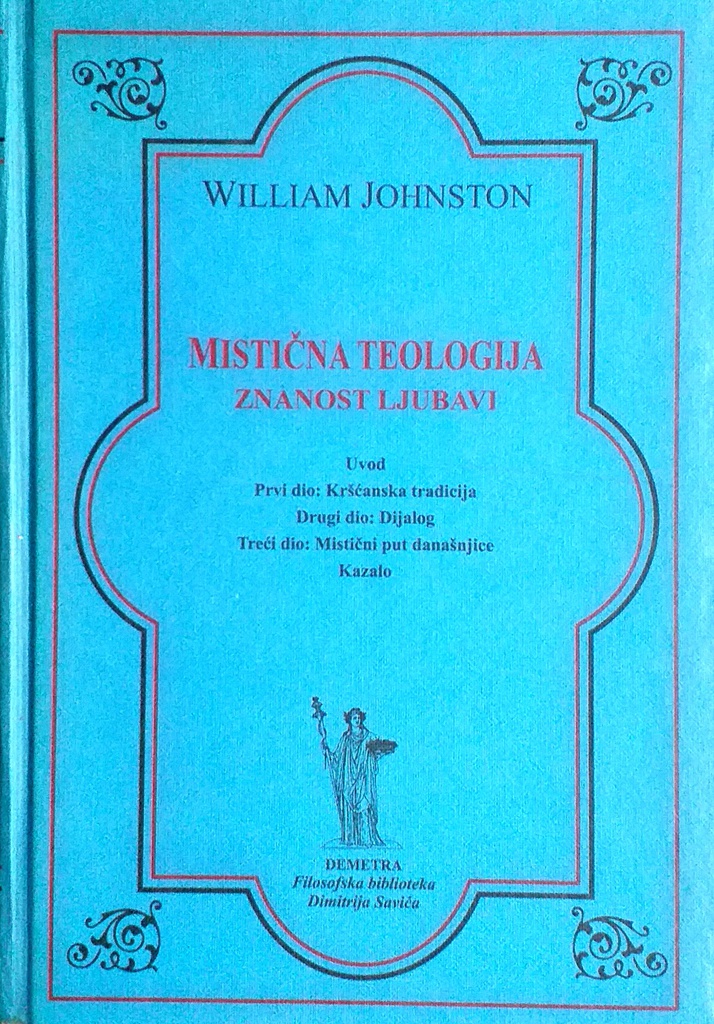 WILLIAM JOHNSTON
MISTIČNA TEOLOGIJA
ZNANOST LJUBAVI
Uvod
Prvi dio: Kršćanska tradicija
Drugi dio: Dijalog
Treći dio: Mistični put današnjice
Kazalo
DEMETRA
Filosofska biblioteka
Dimitrija Savića